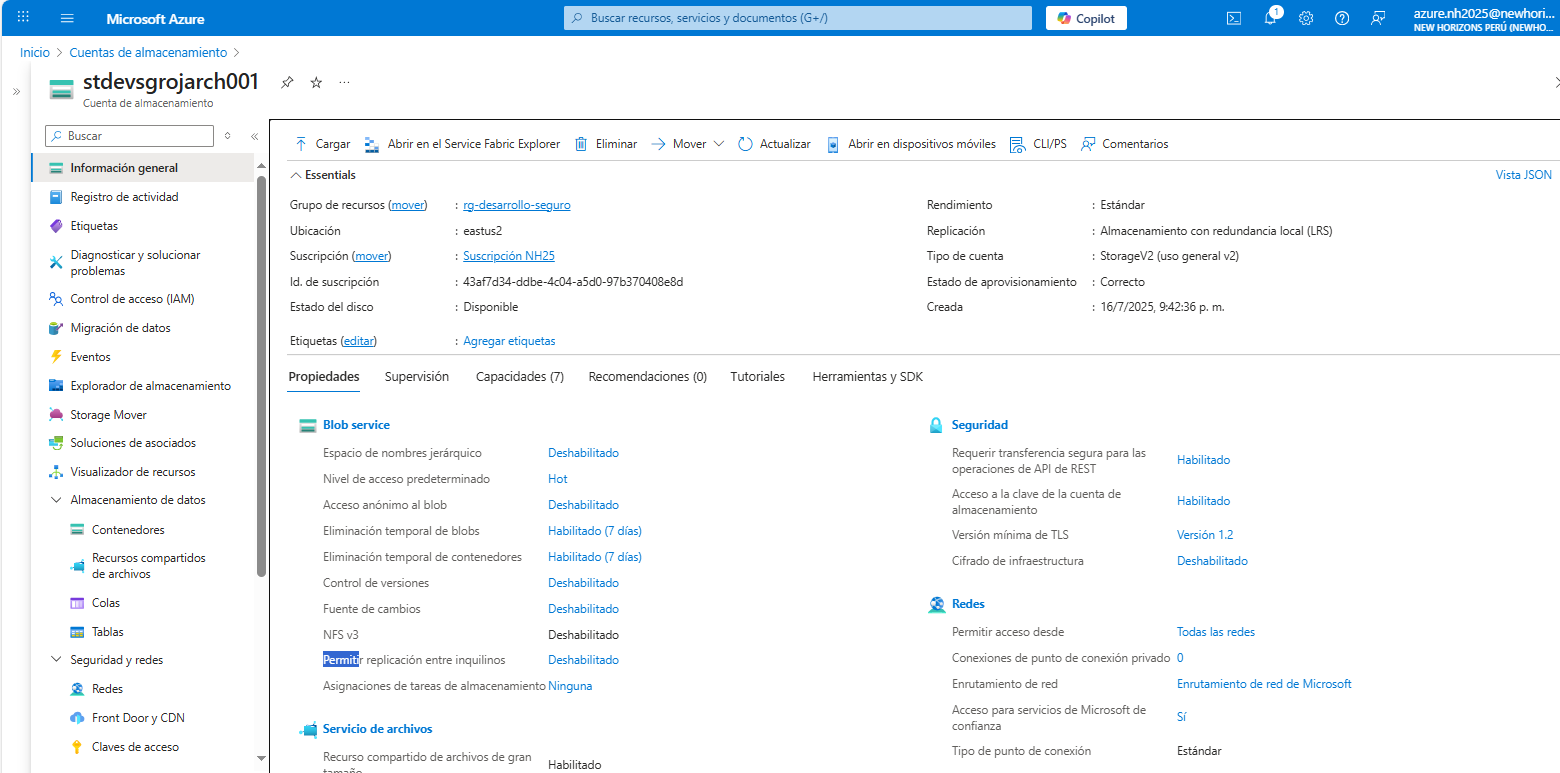 Microsoft Azure
Buscar recursos, servicios y documentos (G+/)
Copilot
1
azure.nh2025@newhori...
NEW HORIZONS PERÚ (NEWHO...
Inicio > Cuentas de almacenamiento >
stdevsgrojarch001
Cuenta de almacenamiento
Buscar
Información general
Registro de actividad
Etiquetas
Diagnosticar y solucionar
problemas
Control de acceso (IAM)
Migración de datos
Eventos
Explorador de almacenamiento
Storage Mover
Soluciones de asociados
Visualizador de recursos
Almacenamiento de datos
Contenedores
Recursos compartidos
de archivos
Colas
Tablas
Seguridad y redes
Redes
Front Door y CDN
Claves de acceso
Cargar Abrir en el Service Fabric Explorer Eliminar Mover Actualizar Abrir en dispositivos móviles CLI/PS Comentarios
Essentials
Vista JSON
Grupo de recursos (mover) : rg-desarrollo-seguro
Ubicación : eastus2
Suscripción (mover) : Suscripción NH25
Id. de suscripción : 43af7d34-ddbe-4c04-a5d0-97b370408e8d
Estado del disco : Disponible
Etiquetas (editar) : Agregar etiquetas
Rendimiento : Estándar
Replicación : Almacenamiento con redundancia local (LRS)
Tipo de cuenta : StorageV2 (uso general v2)
Estado de aprovisionamiento : Correcto
Creada : 16/7/2025, 9:42:36 p. m.
Propiedades Supervisión Capacidades (7) Recomendaciones (0) Tutoriales Herramientas y SDK
Blob service
Espacio de nombres jerárquico Deshabilitado
Nivel de acceso predeterminado Hot
Acceso anónimo al blob Deshabilitado
Eliminación temporal de blobs Habilitado (7 días)
Eliminación temporal de contenedores Habilitado (7 días)
Control de versiones Deshabilitado
Fuente de cambios Deshabilitado
NFS v3 Deshabilitado
Permitir replicación entre inquilinos Deshabilitado
Asignaciones de tareas de almacenamiento Ninguna
Servicio de archivos
Recurso compartido de archivos de gran
tamaño Habilitado
Seguridad
Requerir transferencia segura para las
operaciones de API de REST Habilitado
Acceso a la clave de la cuenta de
almacenamiento Habilitado
Versión mínima de TLS Versión 1.2
Cifrado de infraestructura Deshabilitado
Redes
Permitir acceso desde Todas las redes
Conexiones de punto de conexión privado 0
Enrutamiento de red Enrutamiento de red de Microsoft
Acceso para servicios de Microsoft de
confianza Sí
Tipo de punto de conexión Estándar